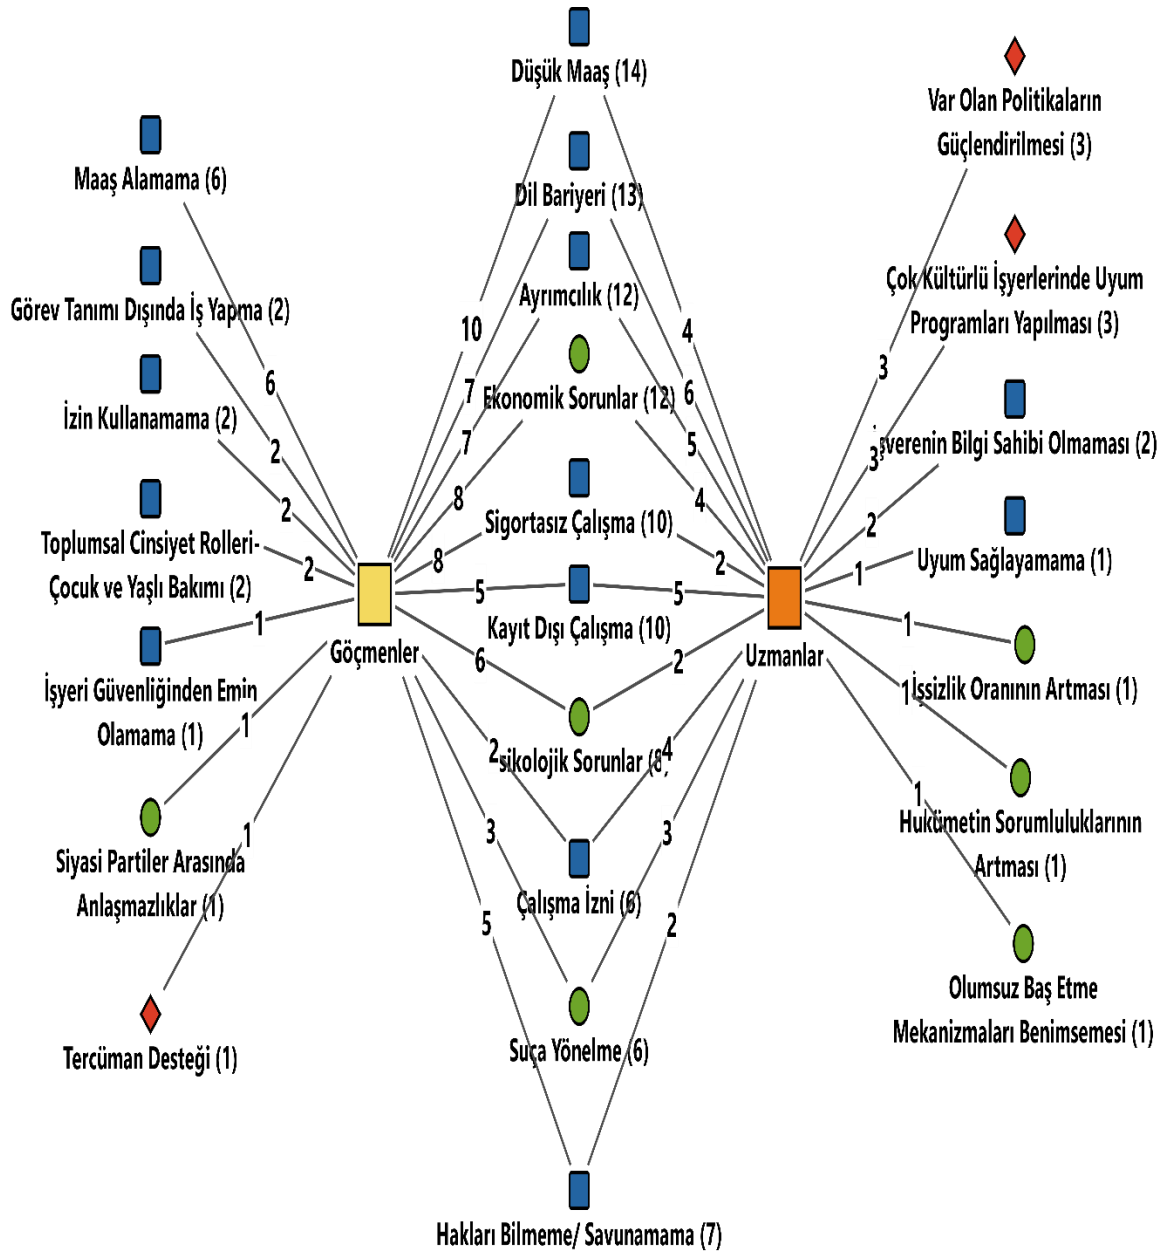 Düşük Maaş (14)
Dil Bariyeri (13)
Ayrımcılık (12)
Ekonomik Sorunlar (12)
Sigortasız Çalışma (10)
Kayıt Dışı Çalışma (10)
sikolojik Sorunlar (8)
Çalışma İzni (6)
Suça Yönelme (6)
Hakları Bilmeme/ Savunamama (7)
Maaş Alamama (6)
Görev Tanımı Dışında İş Yapma (2)
İzin Kullanamama (2)
Toplumsal Cinsiyet Rolleri-
Çocuk ve Yaşlı Bakımı (2)
İşyeri Güvenliğinden Emin
Olamama (1)
Siyasi Partiler Arasında
Anlaşmazlıklar (1)
Tercüman Desteği (1)
Göçmenler
Uzmanlar
Var Olan Politikaların
Güçlendirilmesi (3)
Çok Kültürlü İşyerlerinde Uyum
Programları Yapılması (3)
İşverenin Bilgi Sahibi Olmaması (2)
Uyum Sağlayamama (1)
İşsizlik Oranının Artması (1)
Hukümetin Sorumluluklarının
Artması (1)
Olumsuz Baş Etme
Mekanizmaları Benimsemesi (1)
6
2
2
2
1
1
1
10
7
7
8
8
5
6
2
3
5
4
6
5
4
2
5
2
4
3
2
3
3
2
1
1
1
1